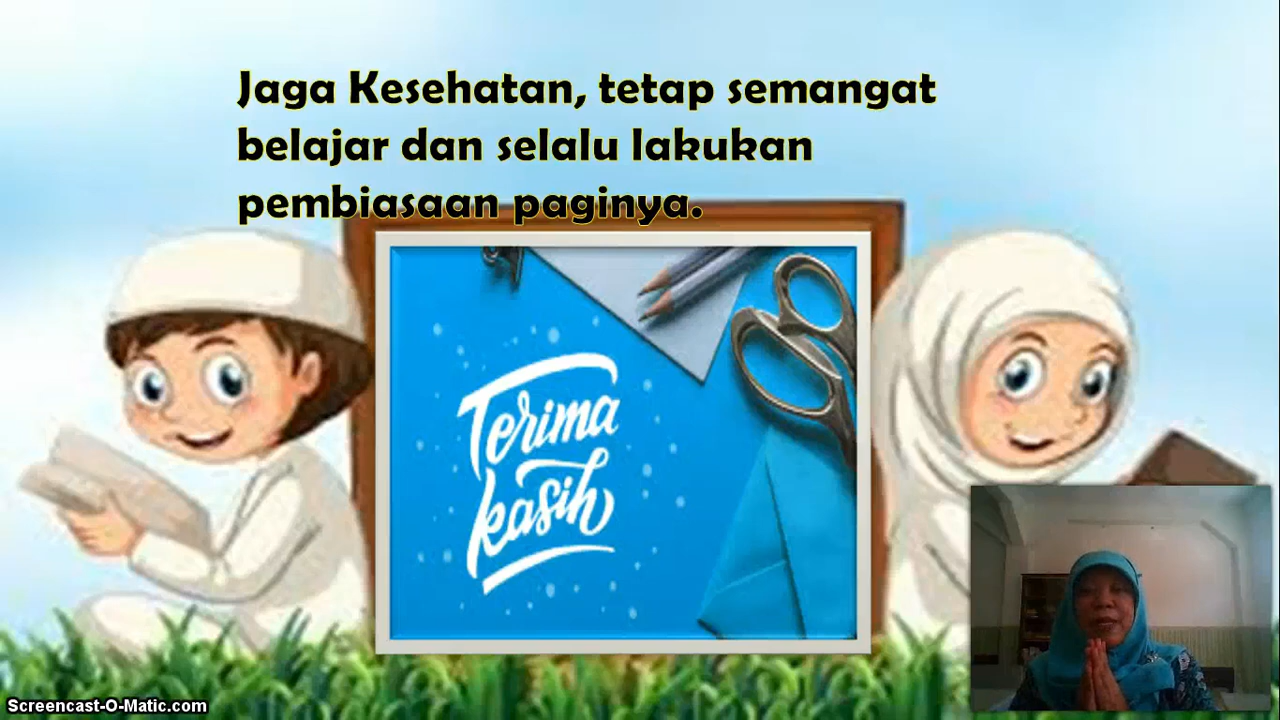 Jaga Kesehatan, tetap semangat
belajar dan selalu lakukan
pembiasaan paginya.
Terima
kasih
Screencast-O-Matic.com